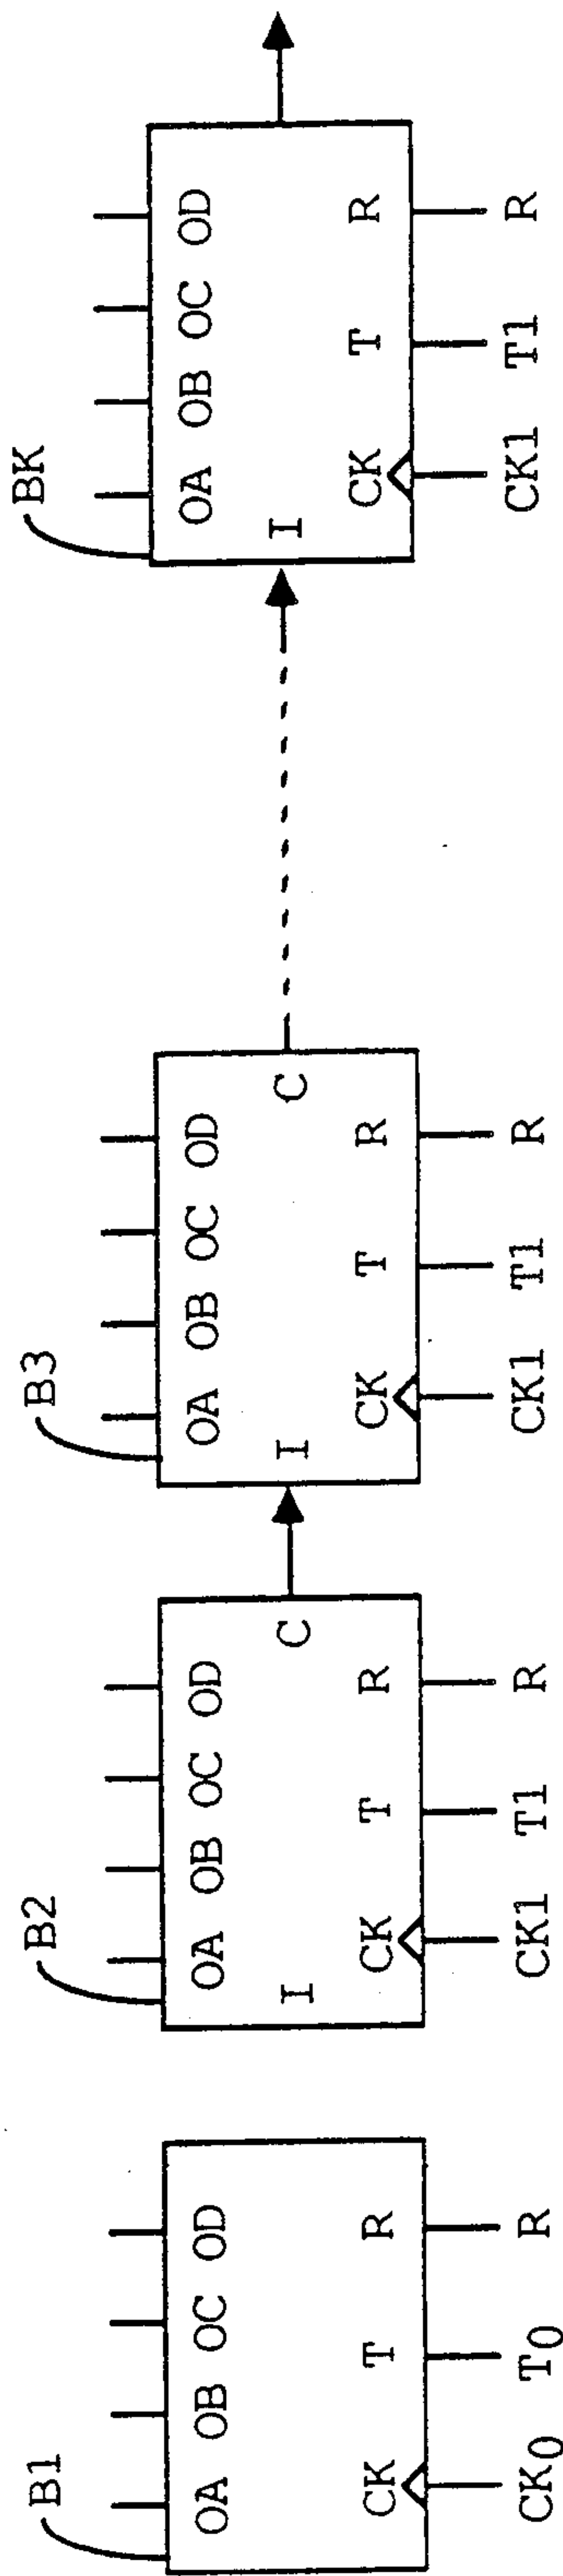 B1
OA OB OC OD
CK T R
CK0 T0 R
B2
OA OB OC OD
I C
CK T R
CK1 T1 R
B3
OA OB OC OD
I C
CK T R
CK1 T1 R
BK
OA OB OC OD
I
CK T R
CK1 T1 R